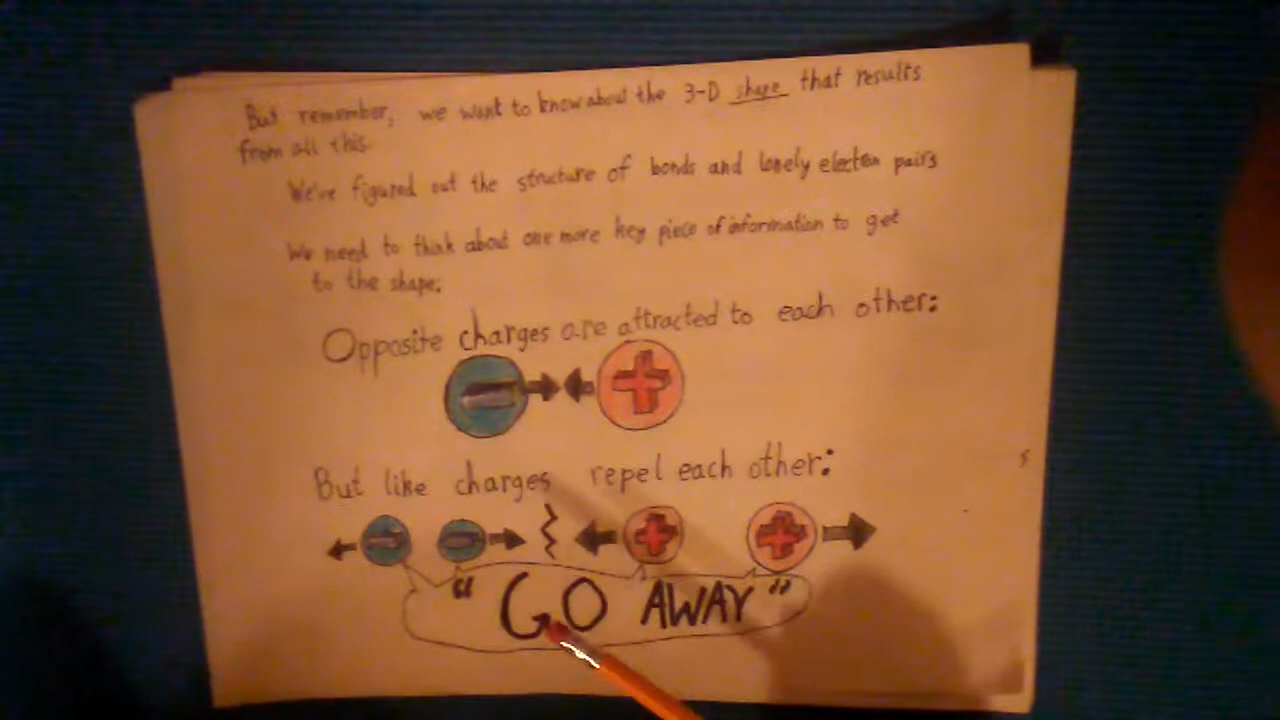 But remember, we want to know about the 3-D shape that results
from all this.
We've figured out the structure of bonds and lonely electron pairs
We need to think about one more key piece of information to get
to the shape:
Opposite charges are attracted to each other:
But like charges repel each other:
"GO AWAY"